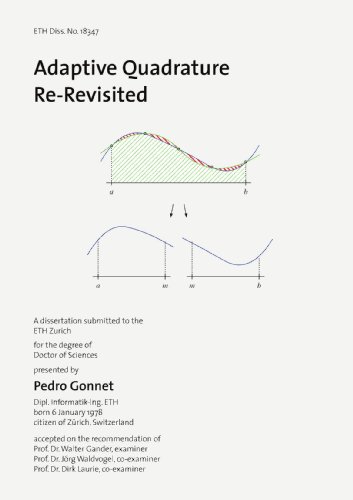 ETH Diss. No. 18347
Adaptive Quadrature
Re-Revisited
a
b
a
m
m
b
A dissertation submitted to the
ETH Zurich
for the degree of
Doctor of Sciences
presented by
Pedro Gonnet
Dipl. Informatik-Ing. ETH
born 6 January 1978
citizen of Zürich, Switzerland
accepted on the recommendation of
Prof. Dr. Walter Gander, examiner
Prof. Dr. Jörg Waldvogel, co-examiner
Prof. Dr. Dirk Laurie, co-examiner